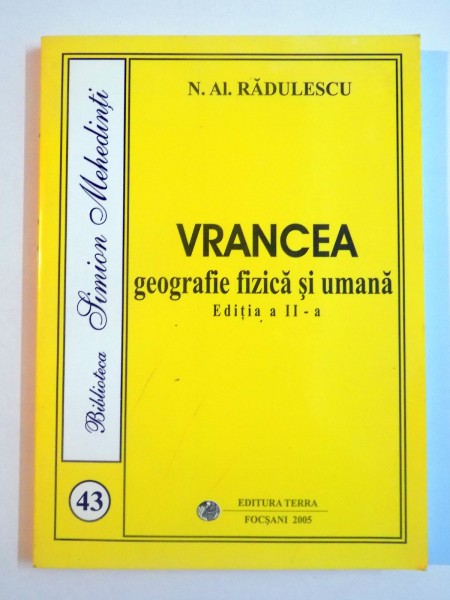 N. Al. RĂDULESCU
Biblioteca Simion Mehedinți
VRANCEA
geografie fizică și umană
Ediția a II - a
43
EDITURA TERRA
FOCȘANI 2005